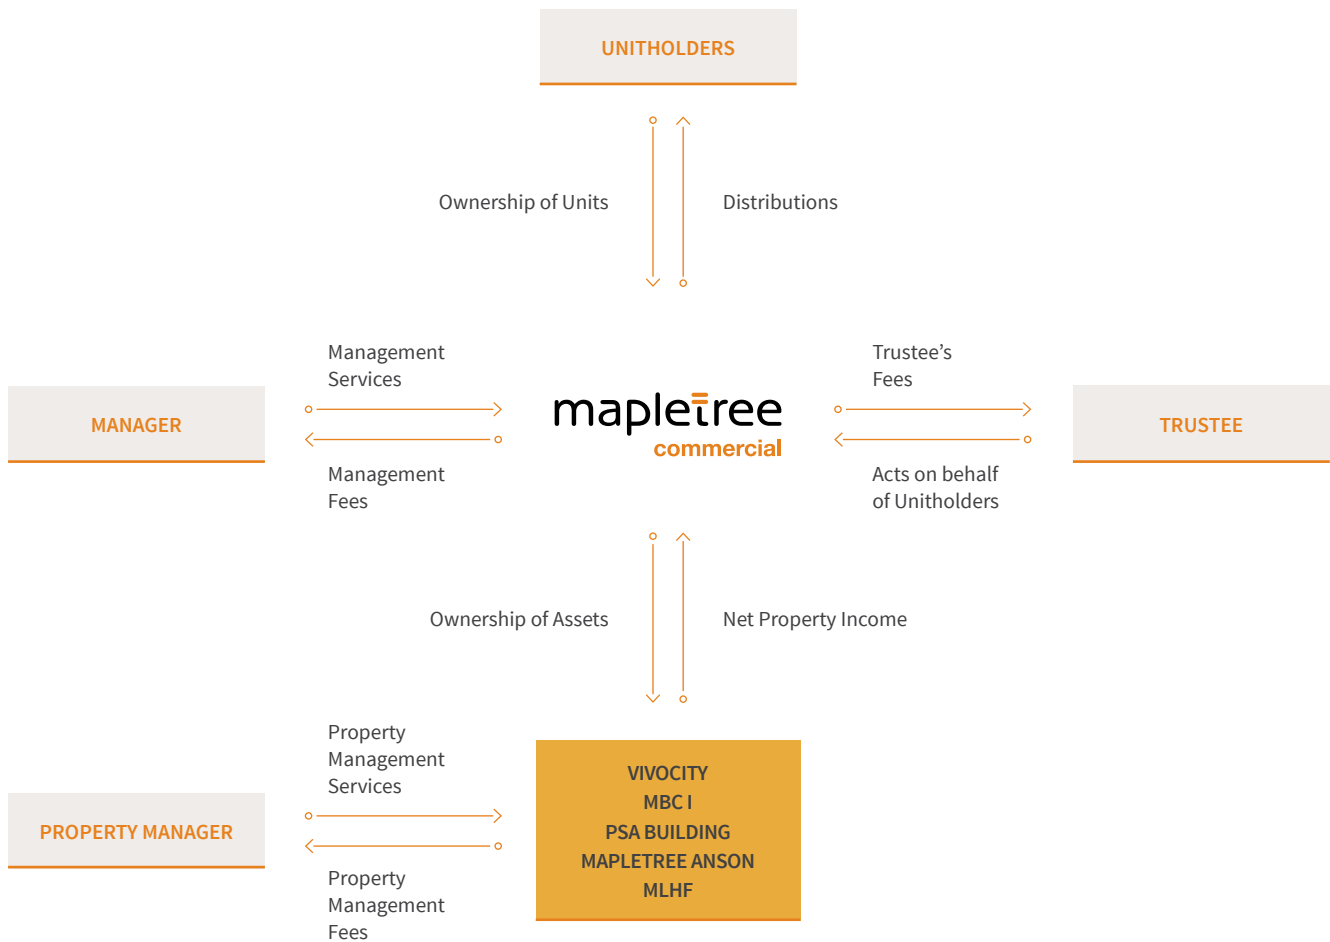 UNITHOLDERS
Ownership of Units
Distributions
Management
Services
Trustee’s
Fees
MANAGER
mapletree
commercial
TRUSTEE
Management
Fees
Acts on behalf
of Unitholders
Ownership of Assets
Net Property Income
Property
Management
Services
PROPERTY MANAGER
VIVOCITY
MBC I
PSA BUILDING
MAPLETREE ANSON
MLHF
Property
Management
Fees